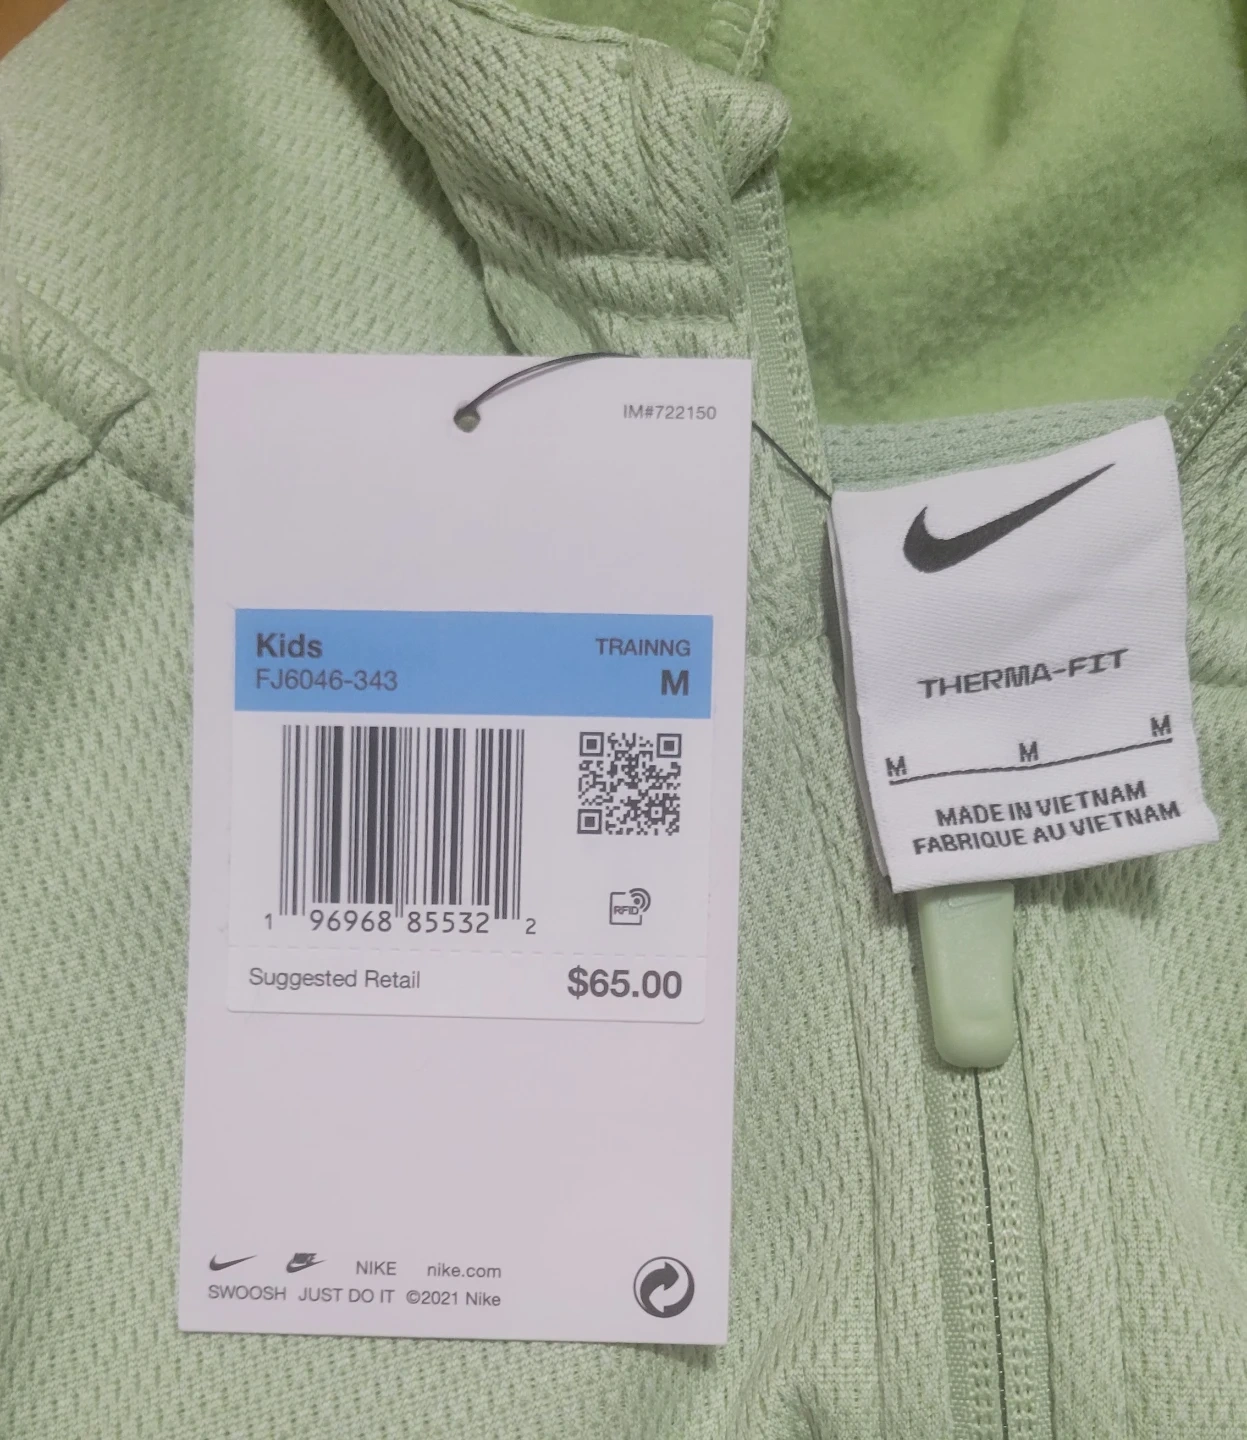 IM#722150
Kids
TRAINNG
FJ6046-343
M
1 96968 85532 2
RFID
Suggested Retail
$65.00
NIKE
NIKE nike.com
SWOOSH JUST DO IT ©2021 Nike
THERMA-FIT
M M M
MADE IN VIETNAM
FABRIQUE AU VIETNAM